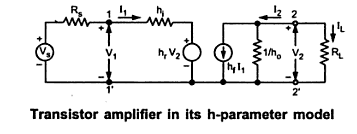 Rs 1 I1 hi I2 2 IL
+ + + +
Vs V1 hr V2 hf I1 1/ho V2 RL
− − − −
1' 2'
Transistor amplifier in its h-parameter model